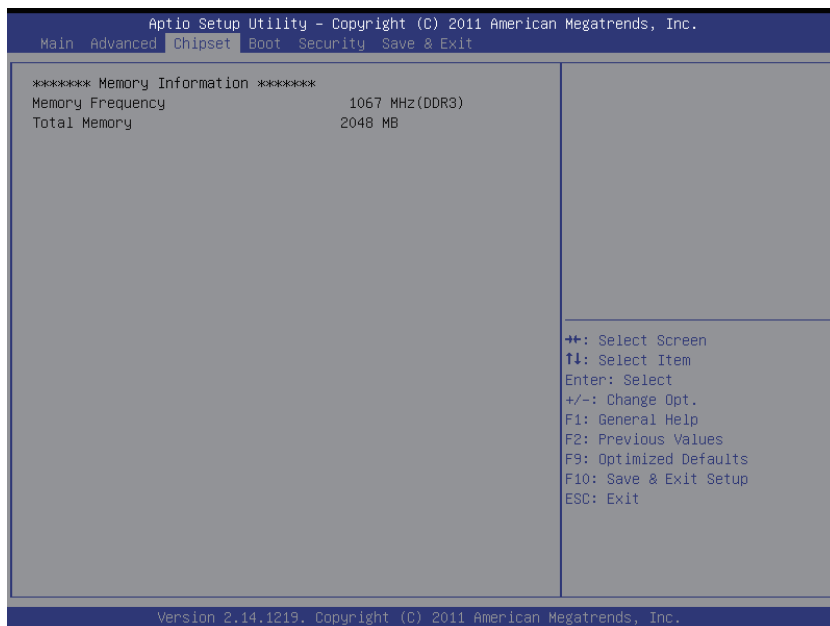 Aptio Setup Utility – Copyright (C) 2011 American Megatrends, Inc.
Main Advanced Chipset Boot Security Save & Exit
******* Memory Information *******
Memory Frequency 1067 MHz(DDR3)
Total Memory 2048 MB
→←: Select Screen
↑↓: Select Item
Enter: Select
+/-: Change Opt.
F1: General Help
F2: Previous Values
F9: Optimized Defaults
F10: Save & Exit Setup
ESC: Exit
Version 2.14.1219. Copyright (C) 2011 American Megatrends, Inc.